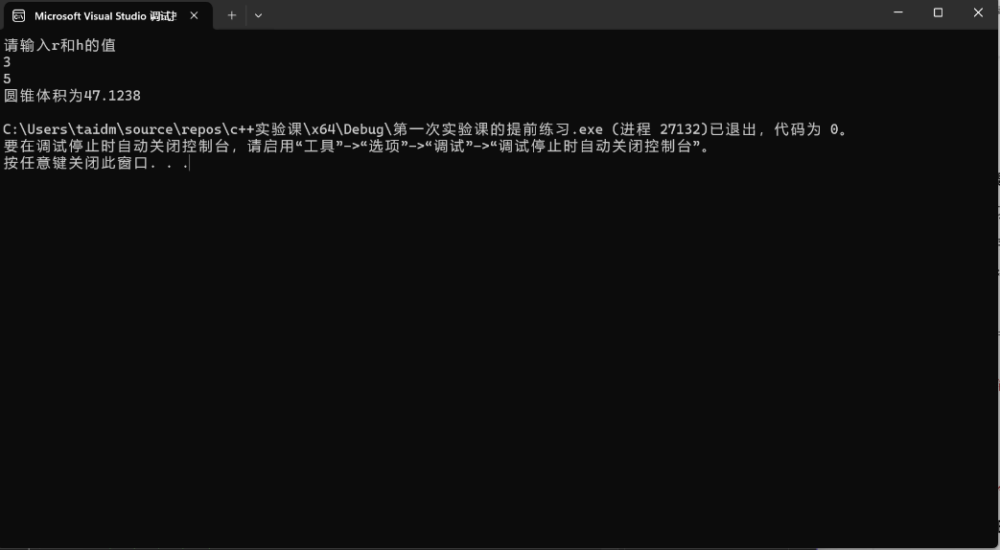 Microsoft Visual Studio 调试
请输入r和h的值
3
5
圆锥体积为47.1238
C:\Users\taidm\source\repos\c++实验课\x64\Debug\第一次实验课的提前练习.exe (进程 27132)已退出，代码为 0。
要在调试停止时自动关闭控制台，请启用“工具”->“选项”->“调试”->“调试停止时自动关闭控制台”。
按任意键关闭此窗口. . .